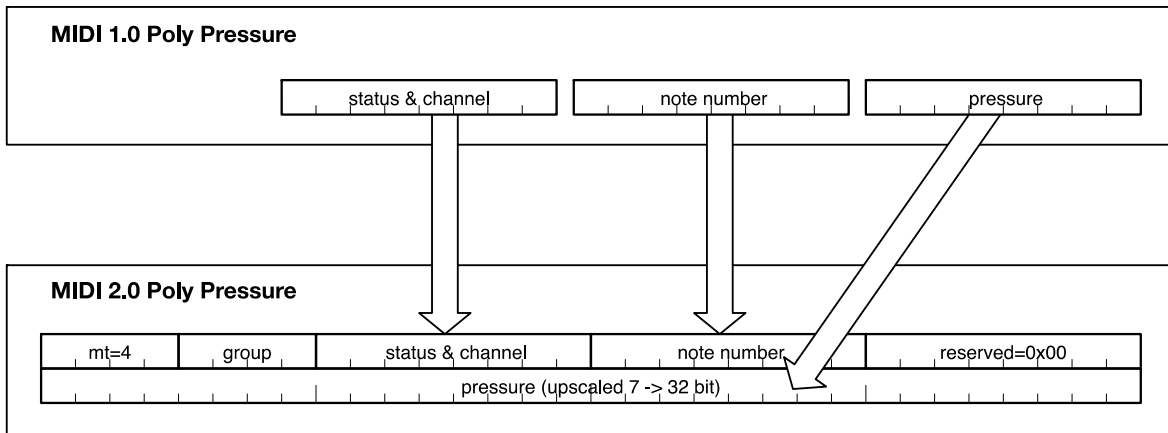 MIDI 1.0 Poly Pressure
status & channel note number pressure
MIDI 2.0 Poly Pressure
mt=4 group status & channel note number reserved=0x00
pressure (upscaled 7 -> 32 bit)